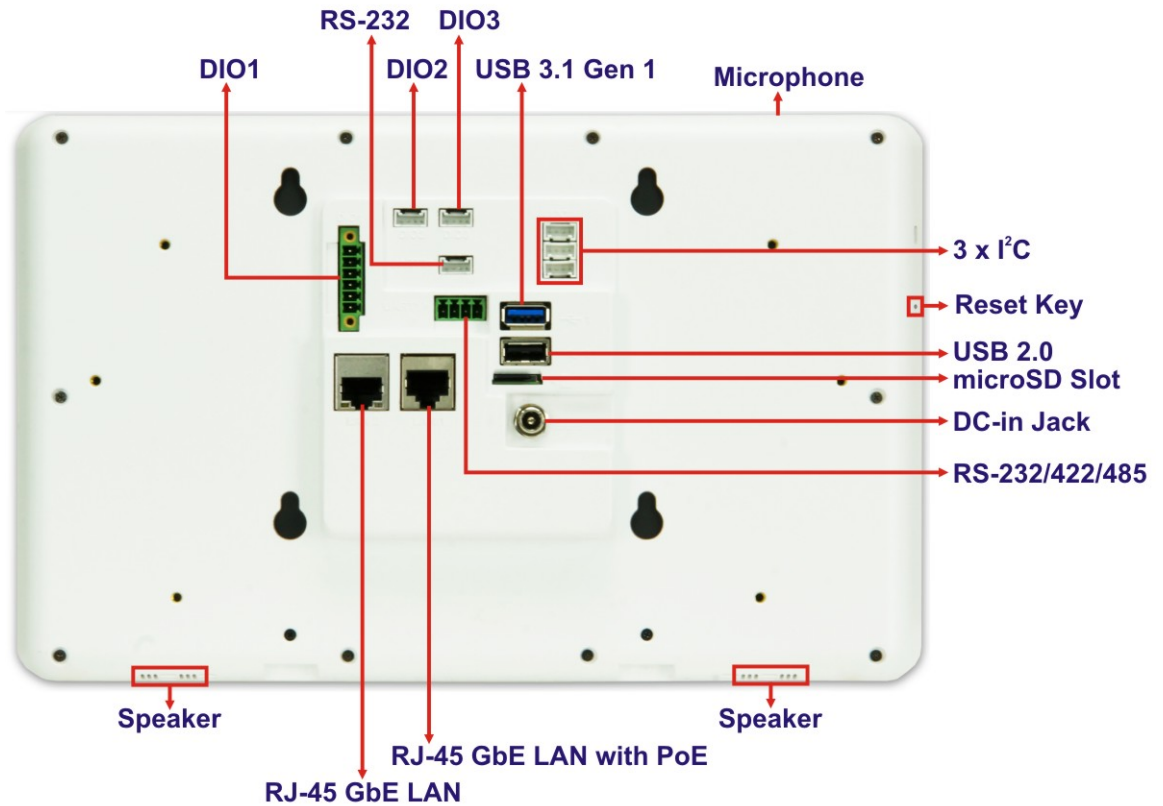 RS-232
DIO3
DIO1
DIO2
USB 3.1 Gen 1
Microphone
3 x I²C
Reset Key
USB 2.0
microSD Slot
DC-in Jack
RS-232/422/485
Speaker
Speaker
RJ-45 GbE LAN with PoE
RJ-45 GbE LAN